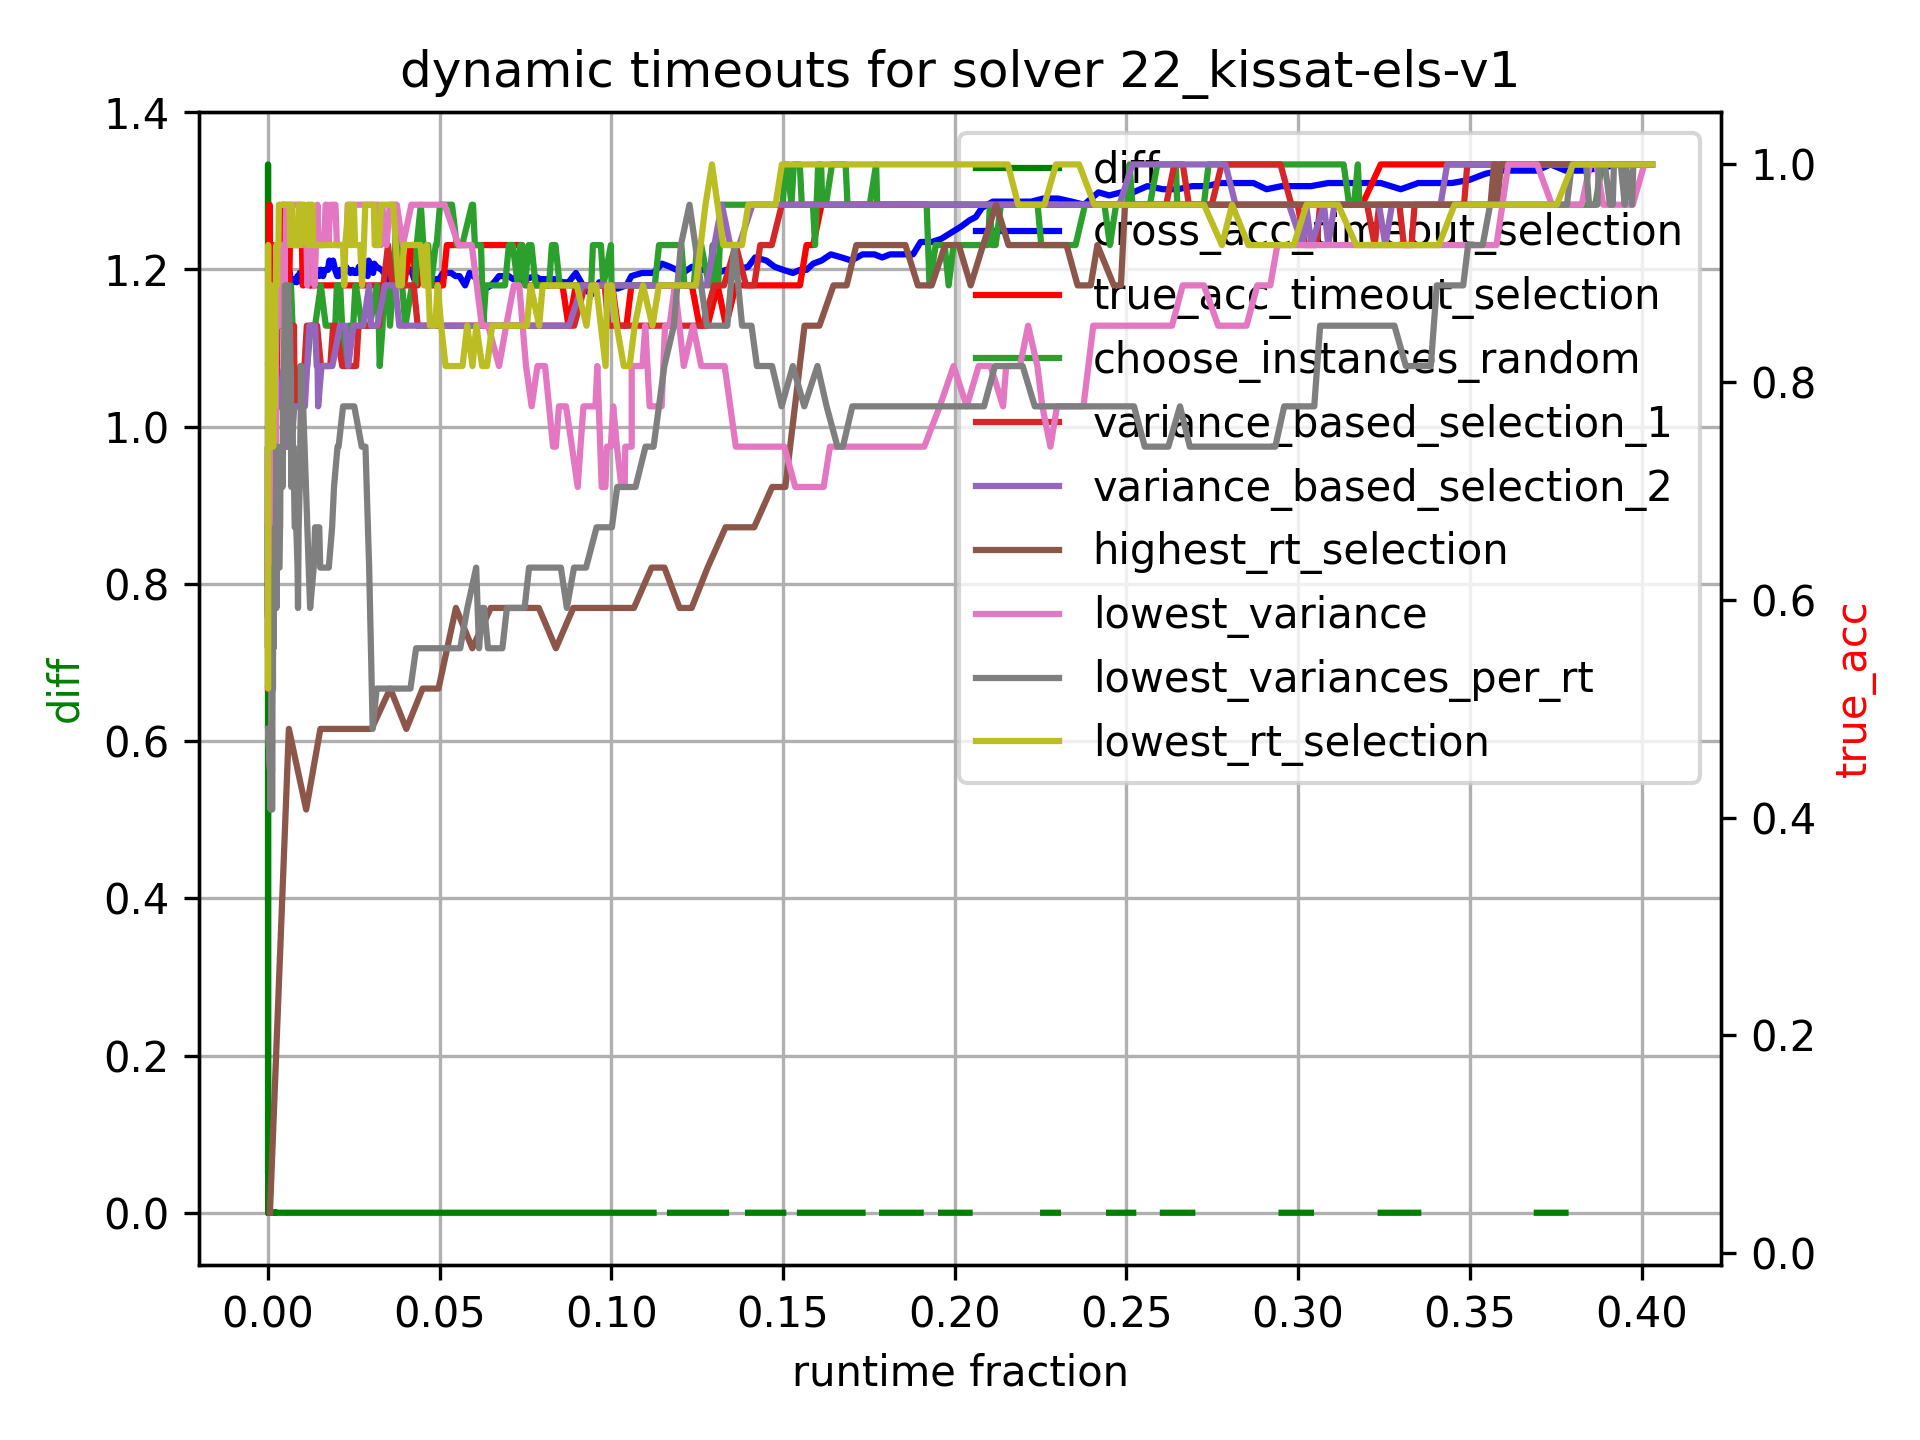 dynamic timeouts for solver 22_kissat-els-v1
1.4
1.2
1.0
0.8
0.6
0.4
0.2
0.0
diff
1.0
0.8
0.6
0.4
0.2
0.0
true_acc
diff
cross_acc_timeout_selection
true_acc_timeout_selection
choose_instances_random
variance_based_selection_1
variance_based_selection_2
highest_rt_selection
lowest_variance
lowest_variances_per_rt
lowest_rt_selection
0.00 0.05 0.10 0.15 0.20 0.25 0.30 0.35 0.40
runtime fraction